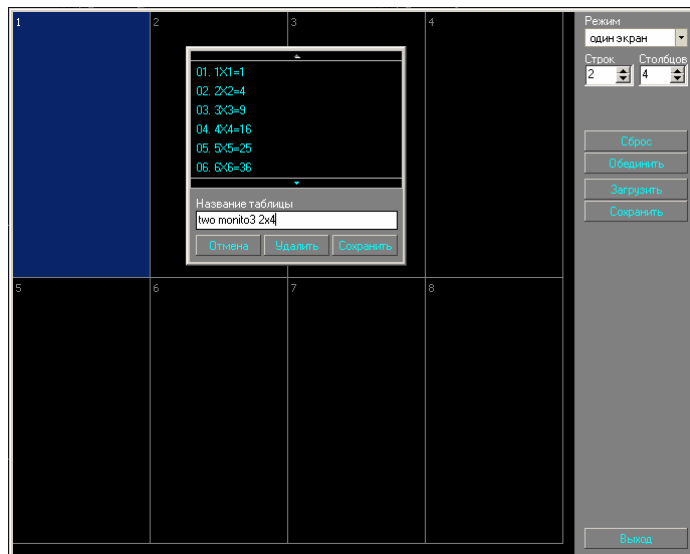 1
2
3
4
Режим
один экран
Строк Столбцов
2 4
01. 1X1=1
02. 2X2=4
03. 3X3=9
04. 4X4=16
05. 5X5=25
06. 6X6=36
Название таблицы
two monito3 2x4
Отмена Удалить Сохранить
Сброс
Обединить
Загрузить
Сохранить
5
6
7
8
Выход